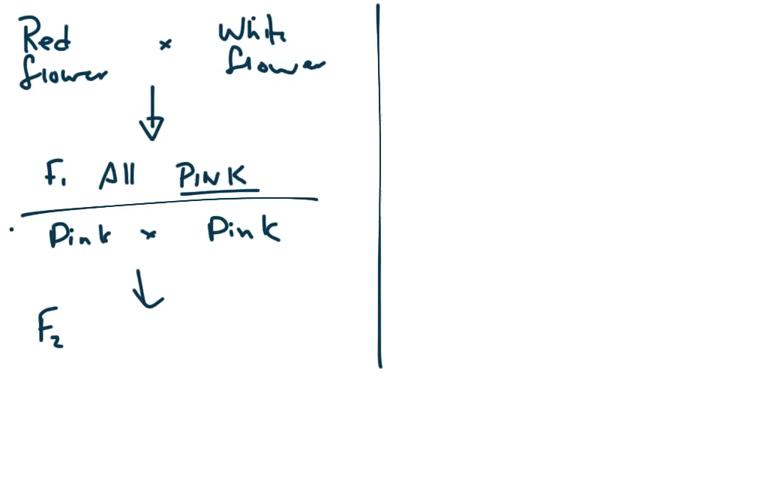 Red × White
flower flower
↓
F₁ All PINK
Pink × Pink
↓
F₂